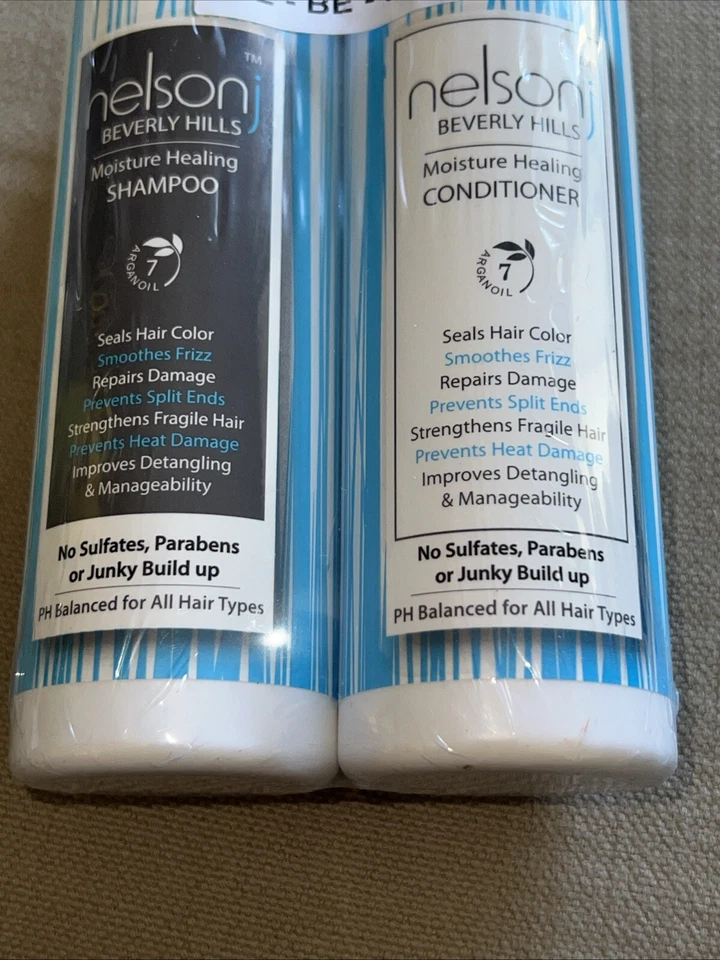 BE
nelsonj™
BEVERLY HILLS
Moisture Healing
SHAMPOO
7
ARGANOIL
Seals Hair Color
Smoothes Frizz
Repairs Damage
Prevents Split Ends
Strengthens Fragile Hair
Prevents Heat Damage
Improves Detangling
& Manageability
No Sulfates, Parabens
or Junky Build up
PH Balanced for All Hair Types
nelsonj
BEVERLY HILLS
Moisture Healing
CONDITIONER
7
ARGANOIL
Seals Hair Color
Smoothes Frizz
Repairs Damage
Prevents Split Ends
Strengthens Fragile Hair
Prevents Heat Damage
Improves Detangling
& Manageability
No Sulfates, Parabens
or Junky Build up
PH Balanced for All Hair Types